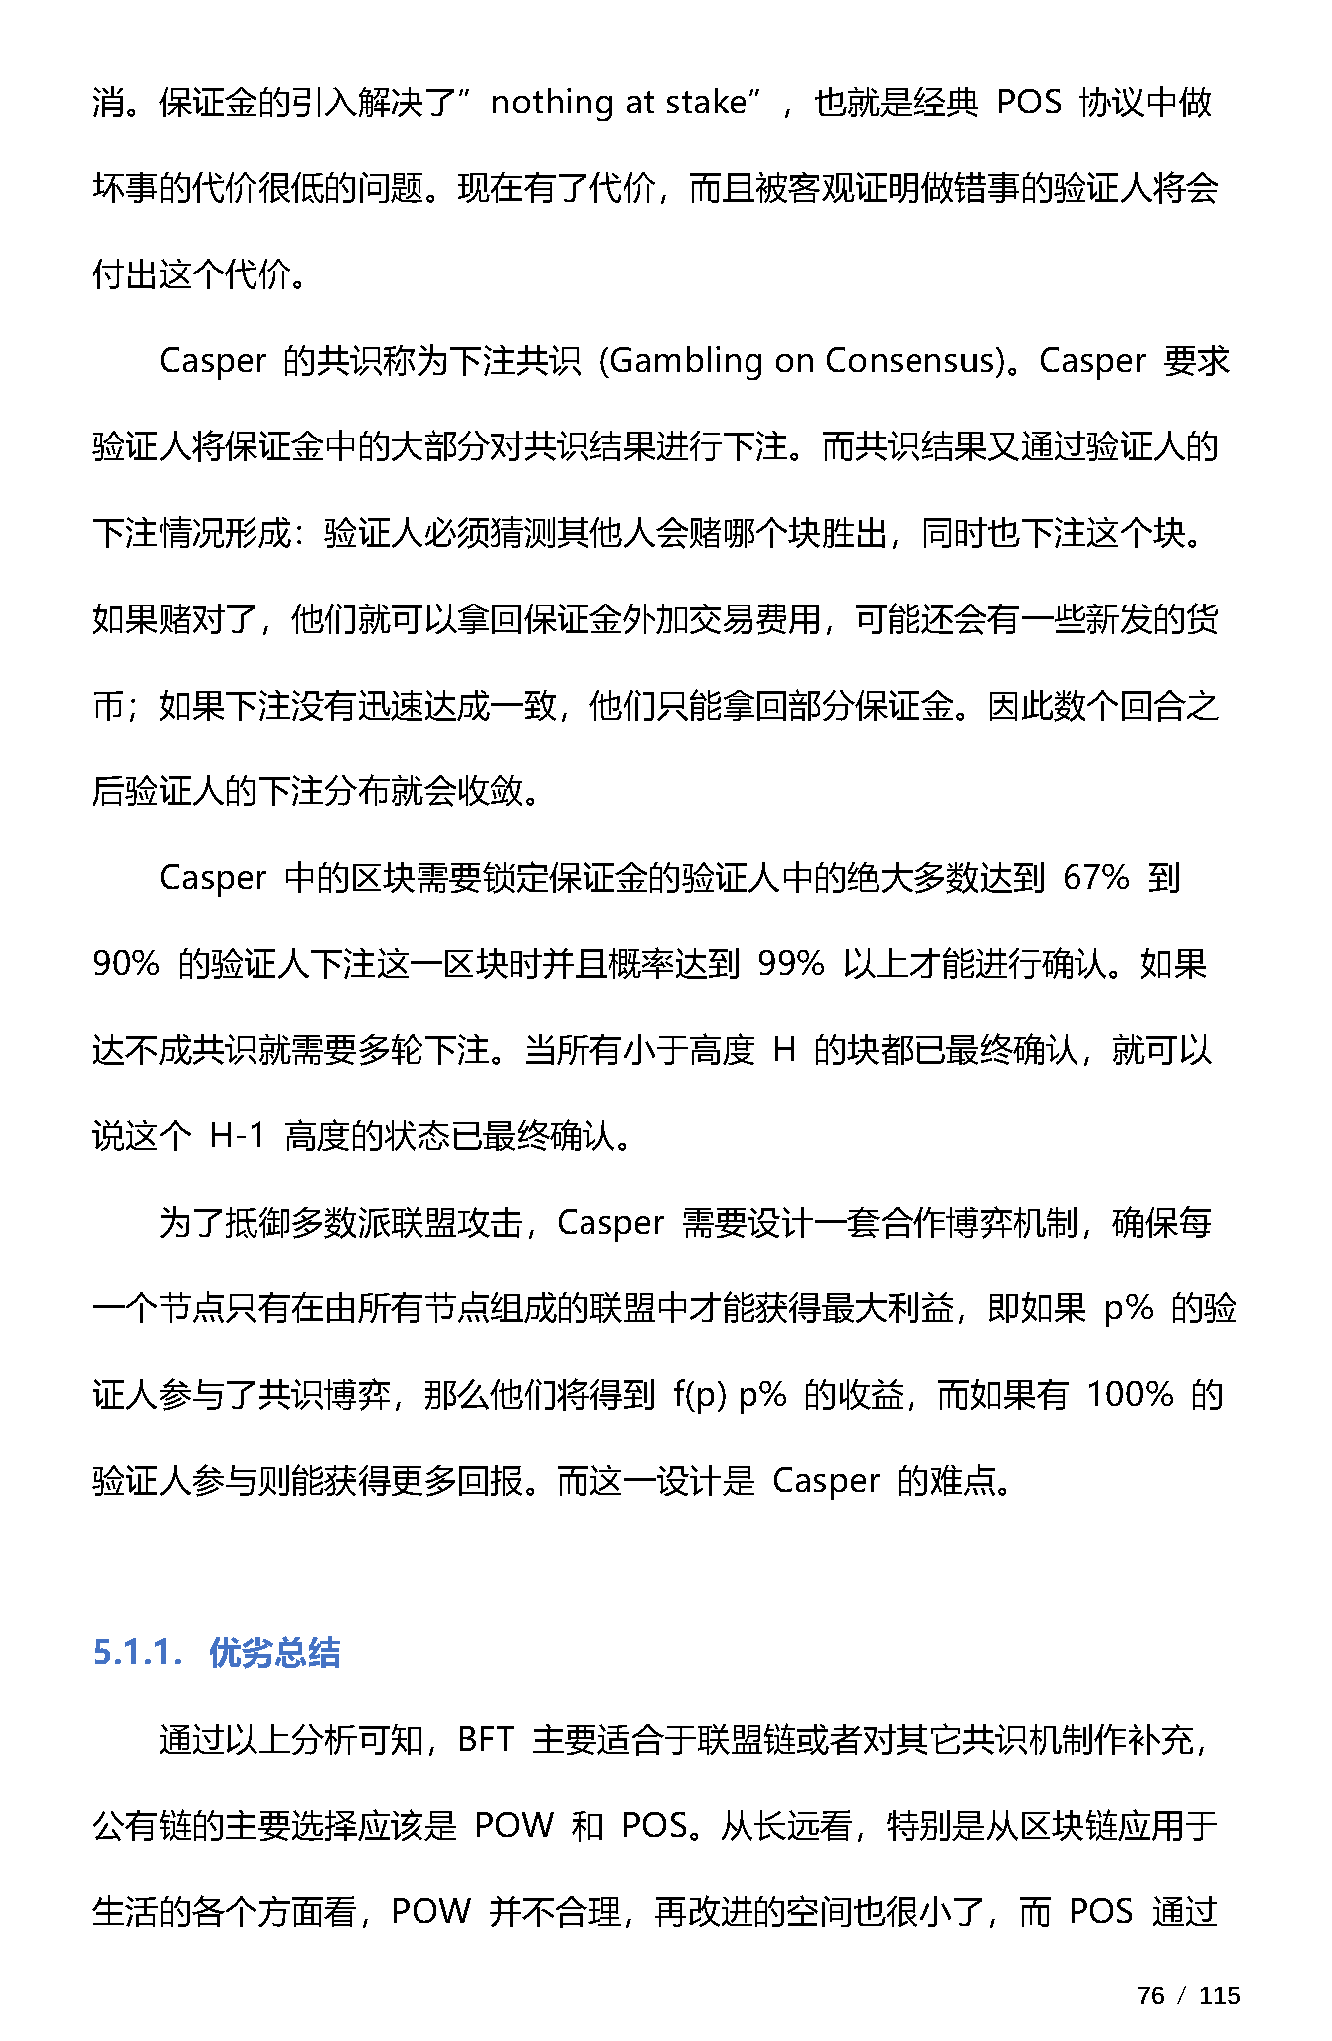 消。保证金的引入解决了”nothing at stake”，也就是经典 POS 协议中做
坏事的代价很低的问题。现在有了代价，而且被客观证明做错事的验证人将会
付出这个代价。
Casper 的共识称为下注共识 (Gambling on Consensus)。Casper 要求
验证人将保证金中的大部分对共识结果进行下注。而共识结果又通过验证人的
下注情况形成：验证人必须猜测其他人会赌哪个块胜出，同时也下注这个块。
如果赌对了，他们就可以拿回保证金外加交易费用，可能还会有一些新发的货
币；如果下注没有迅速达成一致，他们只能拿回部分保证金。因此数个回合之
后验证人的下注分布就会收敛。
Casper 中的区块需要锁定保证金的验证人中的绝大多数达到 67% 到
90% 的验证人下注这一区块时并且概率达到 99% 以上才能进行确认。如果
达不成共识就需要多轮下注。当所有小于高度 H 的块都已最终确认，就可以
说这个 H-1 高度的状态已最终确认。
为了抵御多数派联盟攻击，Casper 需要设计一套合作博弈机制，确保每
一个节点只有在由所有节点组成的联盟中才能获得最大利益，即如果 p% 的验
证人参与了共识博弈，那么他们将得到 f(p) p% 的收益，而如果有 100% 的
验证人参与则能获得更多回报。而这一设计是 Casper 的难点。
5.1.1. 优劣总结
通过以上分析可知，BFT 主要适合于联盟链或者对其它共识机制作补充，
公有链的主要选择应该是 POW 和 POS。从长远看，特别是从区块链应用于
生活的各个方面看，POW 并不合理，再改进的空间也很小了，而 POS 通过
76 / 115